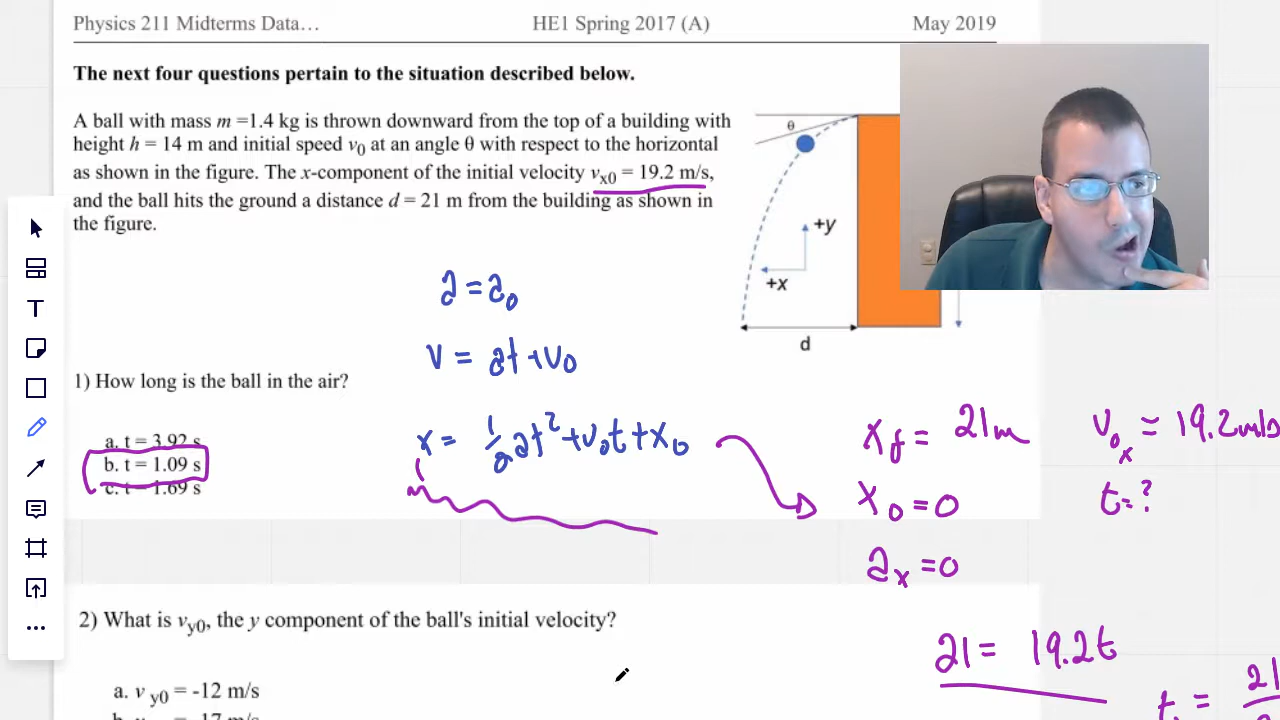 Physics 211 Midterms Data… HE1 Spring 2017 (A) May 2019
The next four questions pertain to the situation described below.
A ball with mass m =1.4 kg is thrown downward from the top of a building with
height h = 14 m and initial speed v0 at an angle θ with respect to the horizontal
as shown in the figure. The x-component of the initial velocity vx0 = 19.2 m/s,
and the ball hits the ground a distance d = 21 m from the building as shown in
the figure.
θ
+y
+x
d
a = a0
v = at + v0
1) How long is the ball in the air?
x = 1/2 at² + v0t + x0
a. t = 3.92 s
b. t = 1.09 s
c. t = 1.69 s
xf = 21m
v0x = 19.2m/s
x0 = 0
t = ?
ax = 0
2) What is vy0, the y component of the ball's initial velocity?
21 = 19.2t
a. v y0 = -12 m/s
T
t = 21